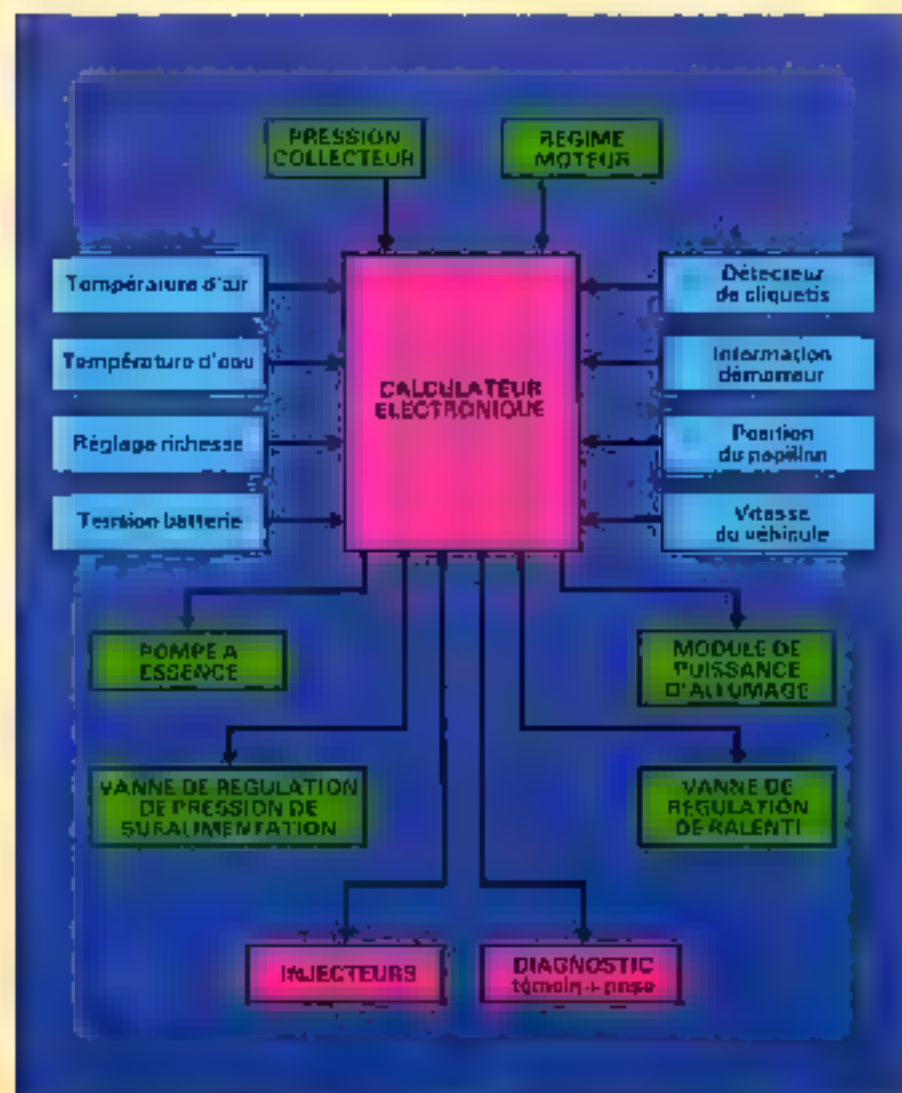 PRESSION
COLLECTEUR
REGIME
MOTEUR
Température d'air
Température d'eau
Réglage richesse
Tension batterie
CALCULATEUR
ELECTRONIQUE
Détecteur
de cliquetis
Information
démarreur
Position
du papillon
Vitesse
du véhicule
POMPE A
ESSENCE
MODULE DE
PUISSANCE
D'ALLUMAGE
VANNE DE REGULATION
DE PRESSION DE
SURALIMENTATION
VANNE DE
REGULATION
DE RALENTI
INJECTEURS
DIAGNOSTIC
témoin + prise